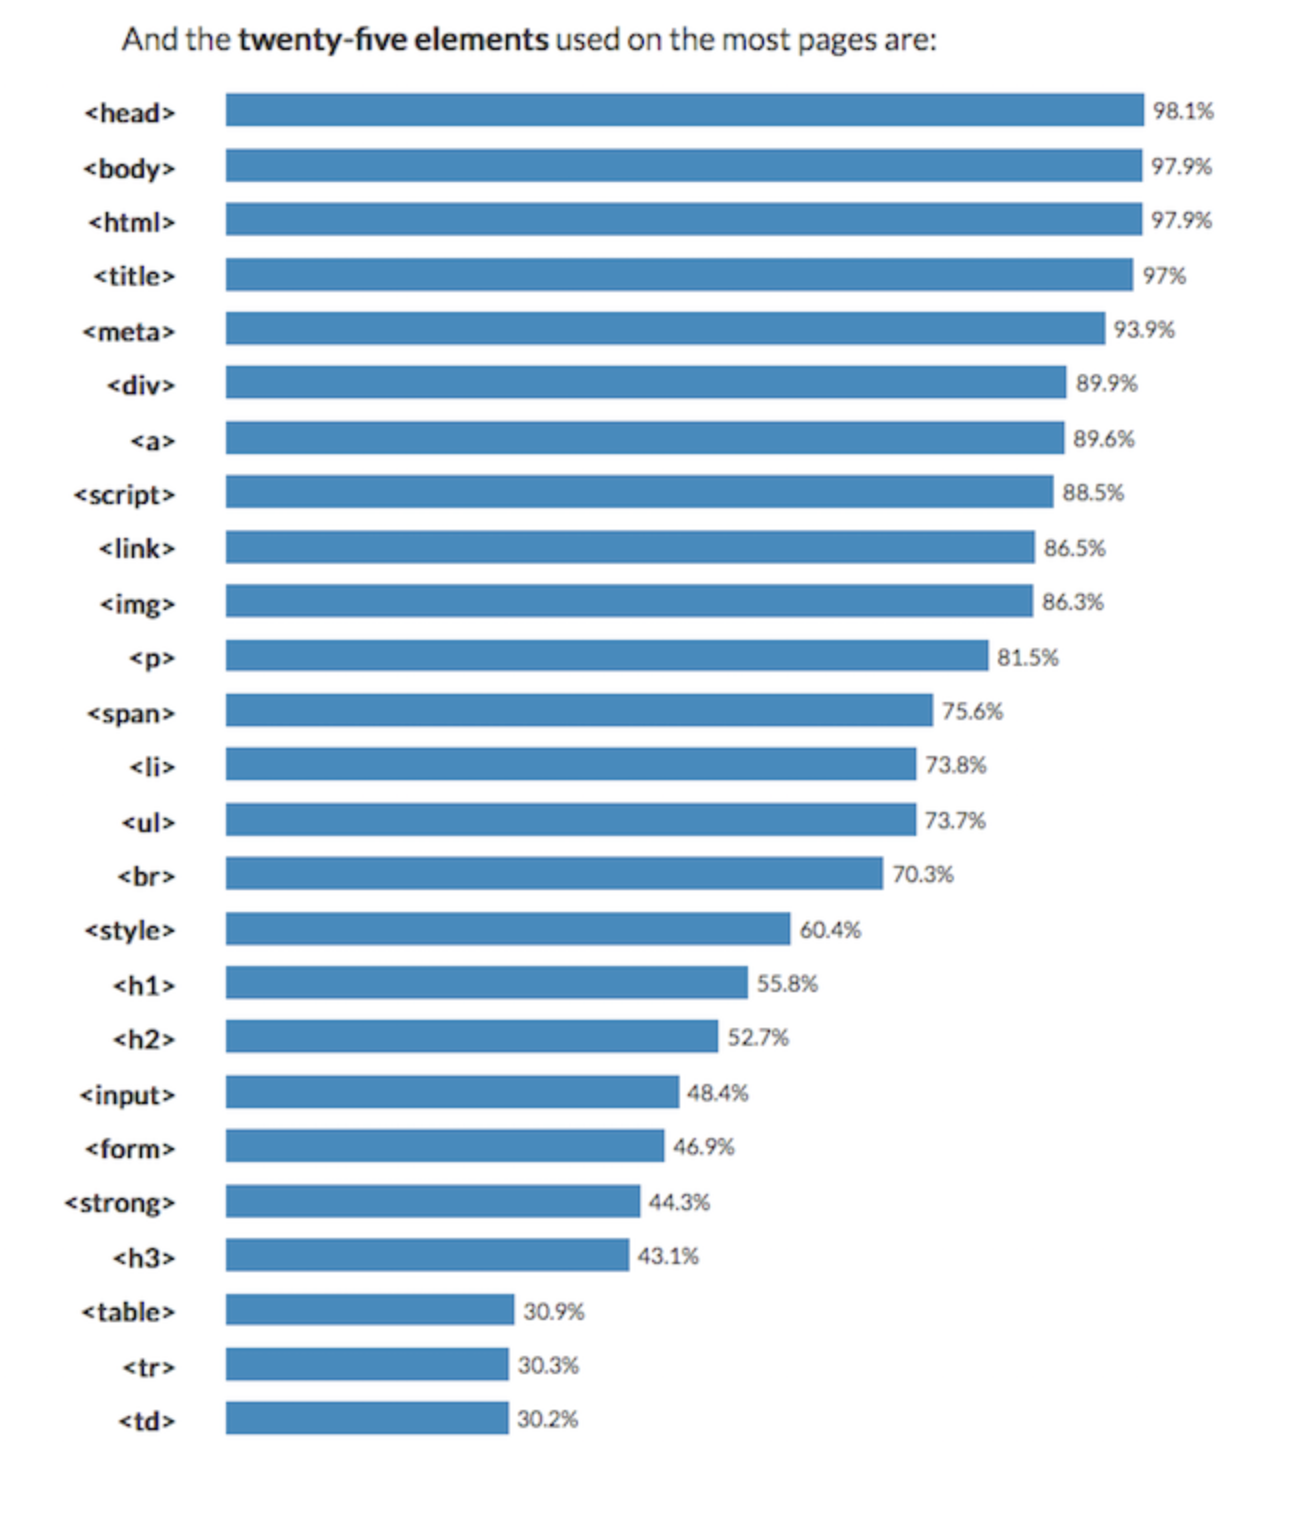 And the twenty-five elements used on the most pages are:
<head> 98.1%
<body> 97.9%
<html> 97.9%
<title> 97%
<meta> 93.9%
<div> 89.9%
<a> 89.6%
<script> 88.5%
<link> 86.5%
<img> 86.3%
<p> 81.5%
<span> 75.6%
<li> 73.8%
<ul> 73.7%
<br> 70.3%
<style> 60.4%
<h1> 55.8%
<h2> 52.7%
<input> 48.4%
<form> 46.9%
<strong> 44.3%
<h3> 43.1%
<table> 30.9%
<tr> 30.3%
<td> 30.2%